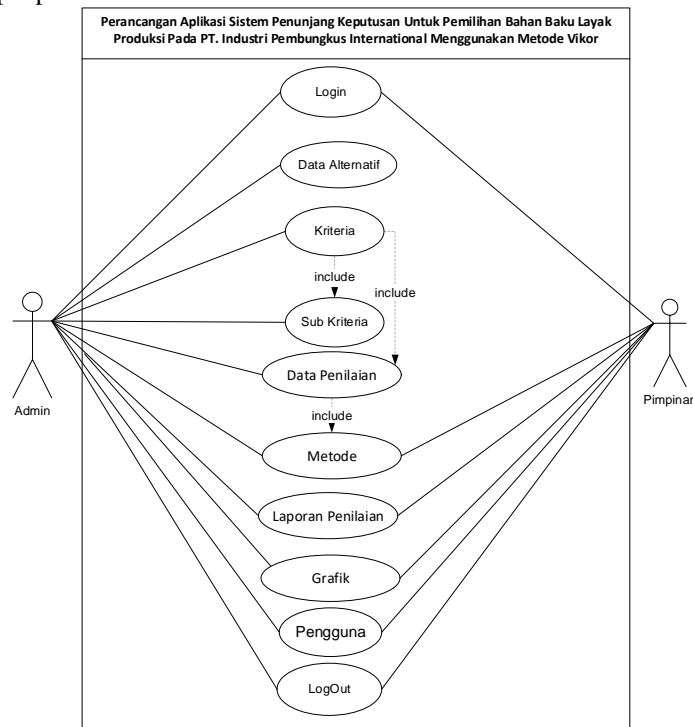 Perancangan Aplikasi Sistem Penunjang Keputusan Untuk Pemilihan Bahan Baku Layak
Produksi Pada PT. Industri Pembungkus International Menggunakan Metode Vikor
Login
Data Alternatif
Kriteria
include
include
Sub Kriteria
Data Penilaian
include
Admin
Pimpinan
Metode
Laporan Penilaian
Grafik
Pengguna
LogOut